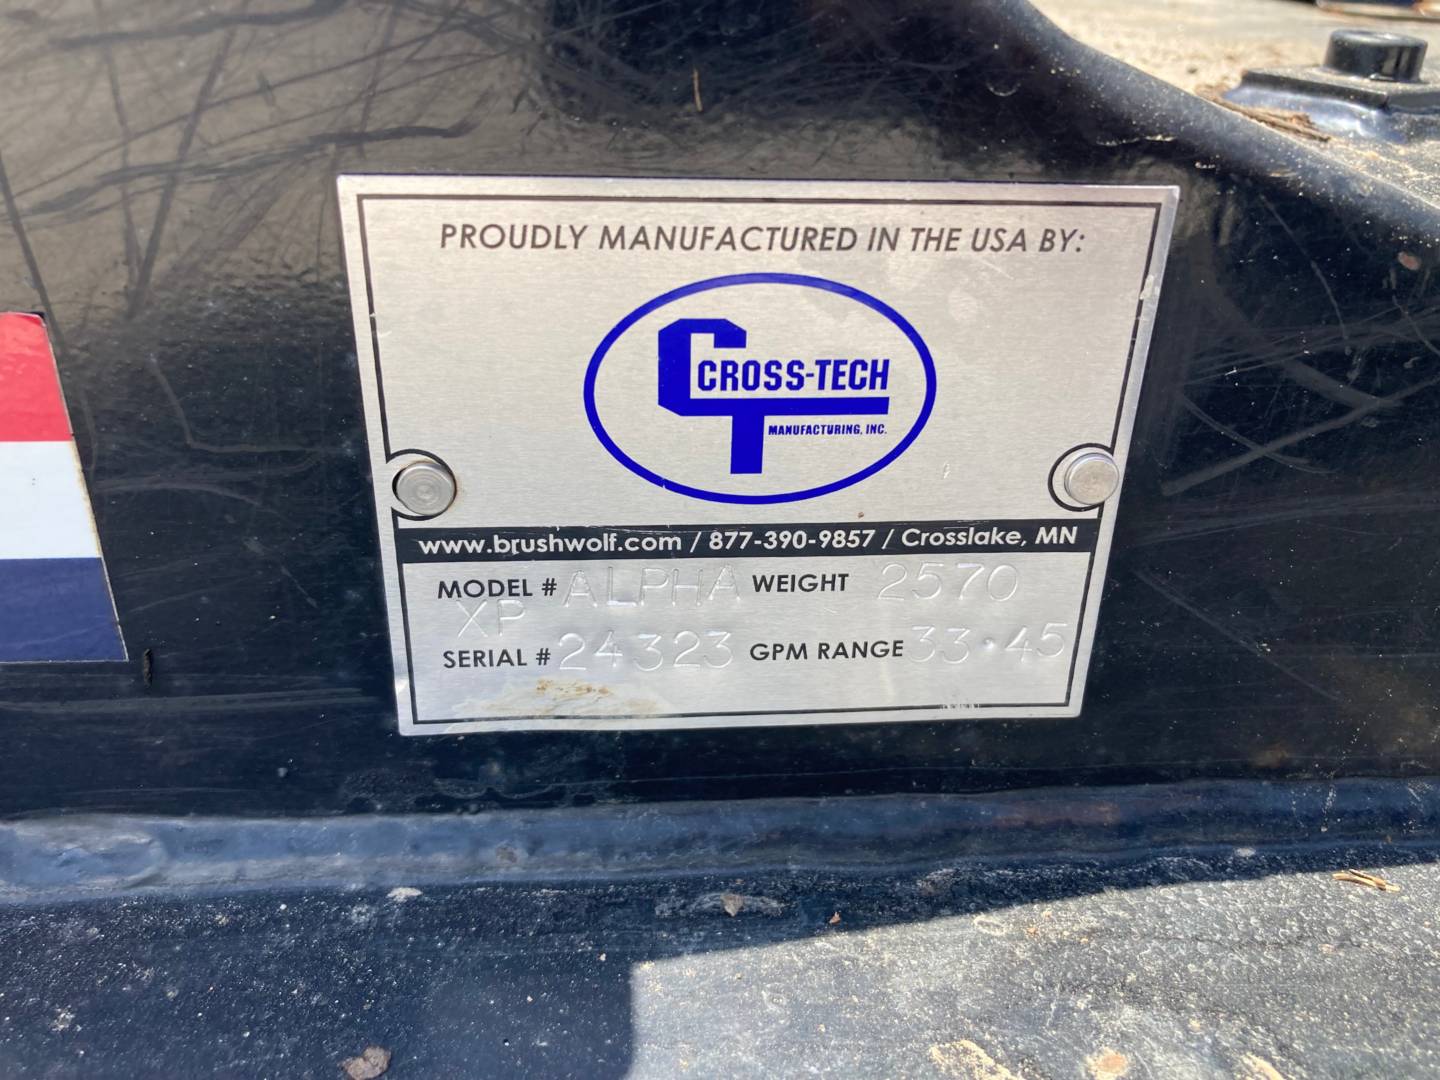 PROUDLY MANUFACTURED IN THE USA BY:
CROSS-TECH
MANUFACTURING, INC.
www.brushwolf.com / 877-390-9857 / Crosslake, MN
MODEL # ALPHA WEIGHT 2570
XP
SERIAL # 24323 GPM RANGE 33-45